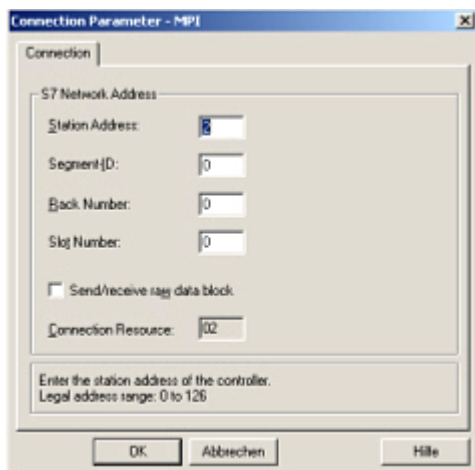 Connection Parameter - MPI
Connection
S7 Network Address
Station Address: 2
Segment-ID: 0
Rack Number: 0
Slot Number: 0
Send/receive raw data block
Connection Resource: 02
Enter the station address of the controller.
Legal address range: 0 to 126
OK Abbrechen Hilfe